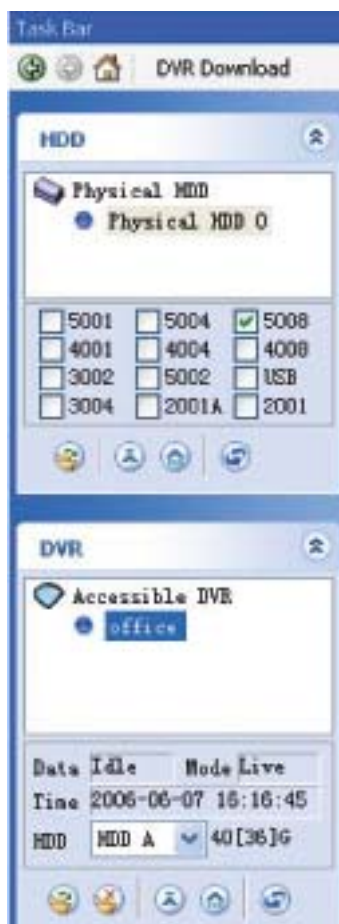 Task Bar
DVR Download
HDD
Physical HDD
Physical HDD 0
5001 5004 5008
4001 4004 4008
3002 5002 USB
3004 2001A 2001
DVR
Accessible DVR
office
Data Idle Mode Live
Time 2006-06-07 16:16:45
HDD HDD A 40[36]G